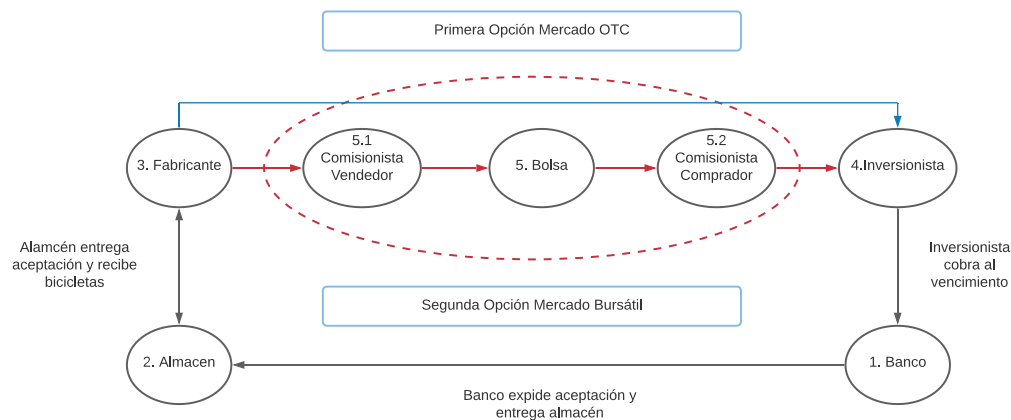 Primera Opción Mercado OTC
3. Fabricante
5.1
Comisionista
Vendedor
5. Bolsa
5.2
Comisionista
Comprador
4.Inversionista
Alamcén entrega
aceptación y recibe
bicicletas
Inversionista
cobra al
vencimiento
Segunda Opción Mercado Bursátil
2. Almacen
1. Banco
Banco expide aceptación y
entrega almacén